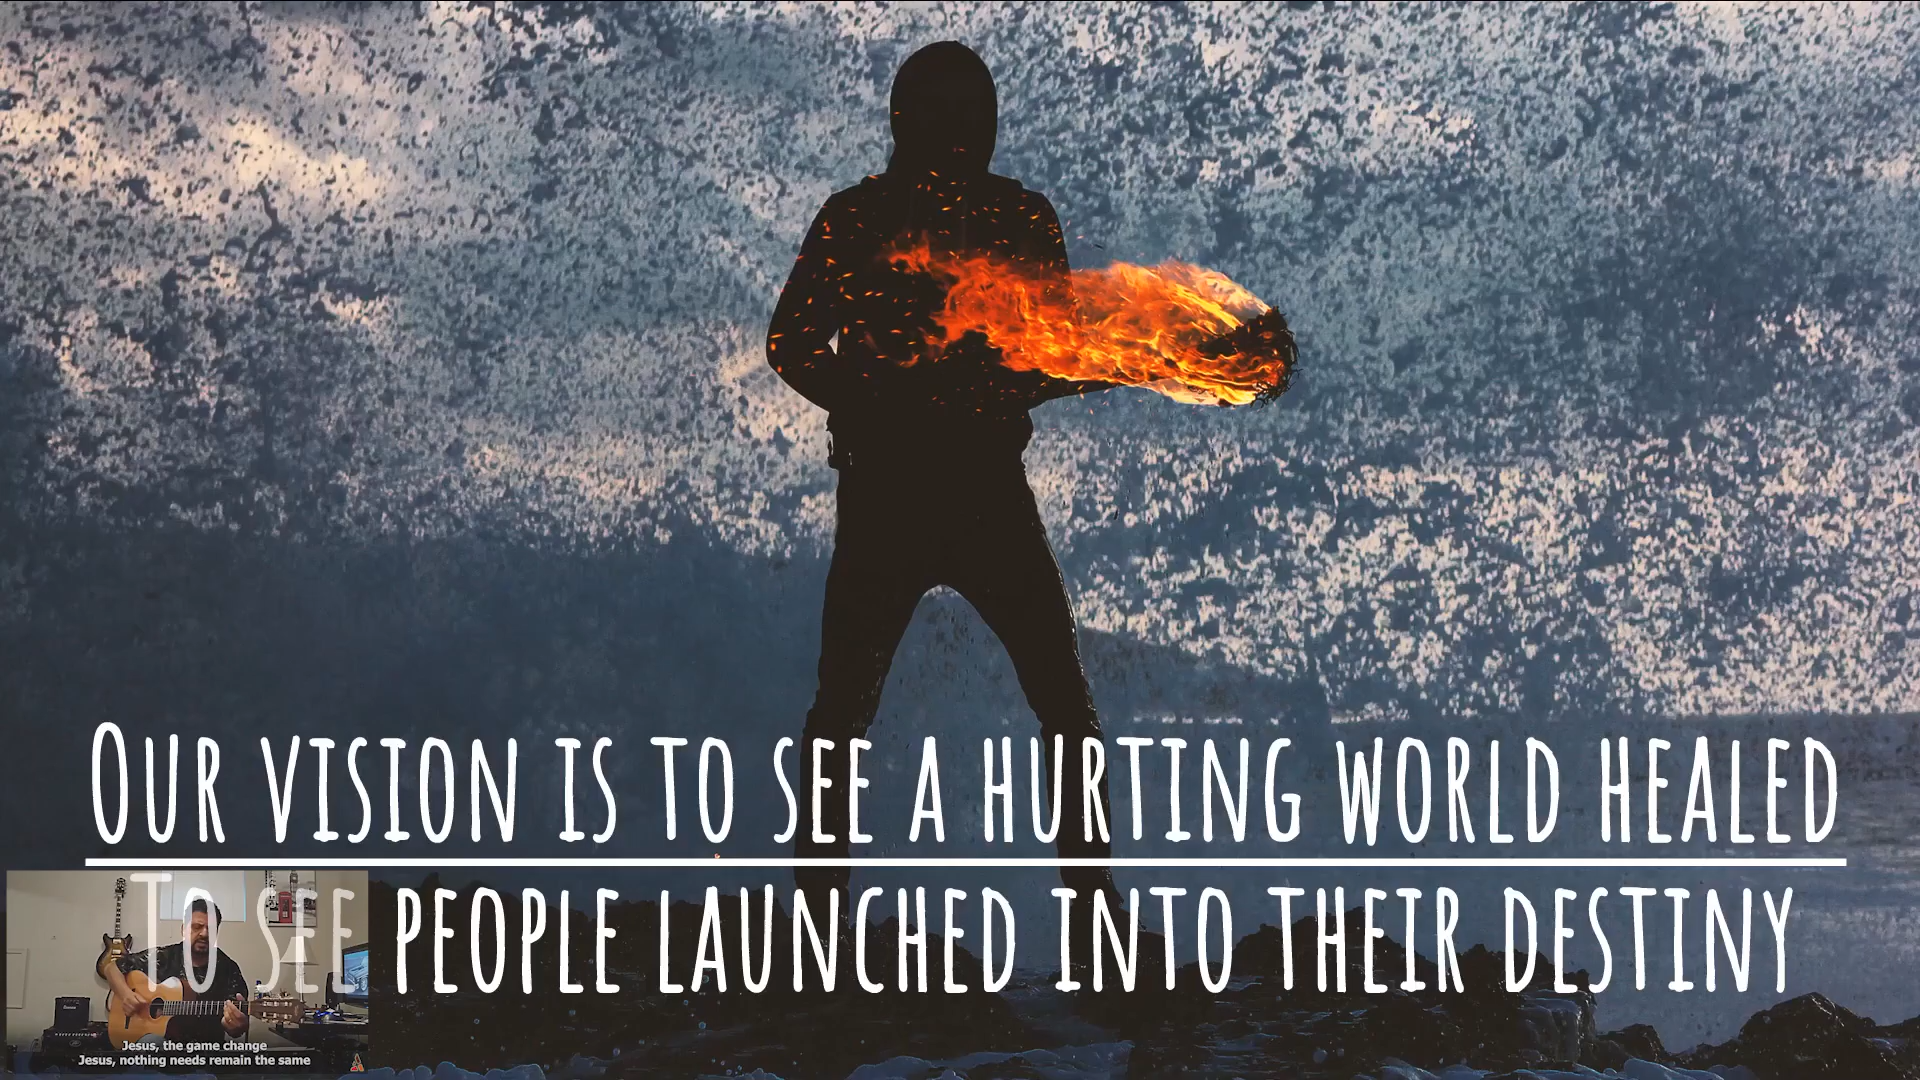 Our vision is to see a hurting world healed
To see people launched into their destiny
Jesus, the game change
Jesus, nothing needs remain the same